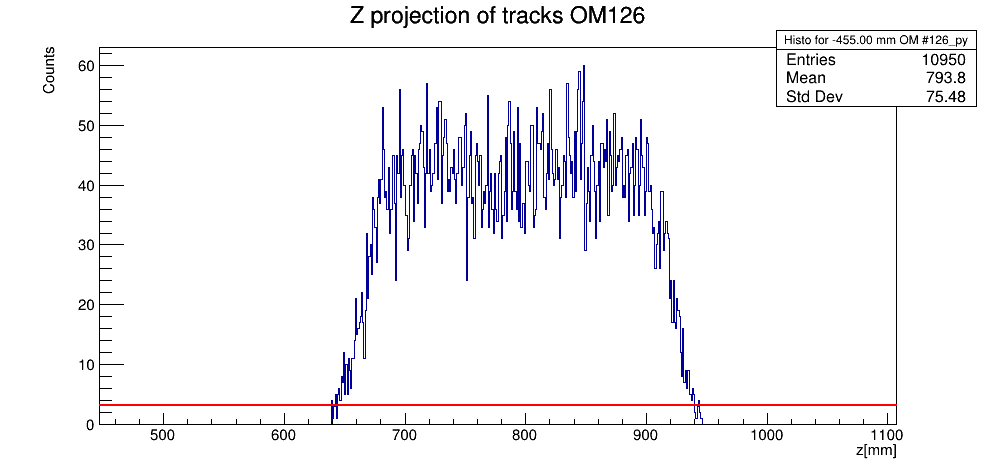 Z projection of tracks OM126
Histo for -455.00 mm OM #126_py
Entries 10950
Mean 793.8
Std Dev 75.48
Counts
60
50
40
30
20
10
0
500 600 700 800 900 1000 1100
z[mm]